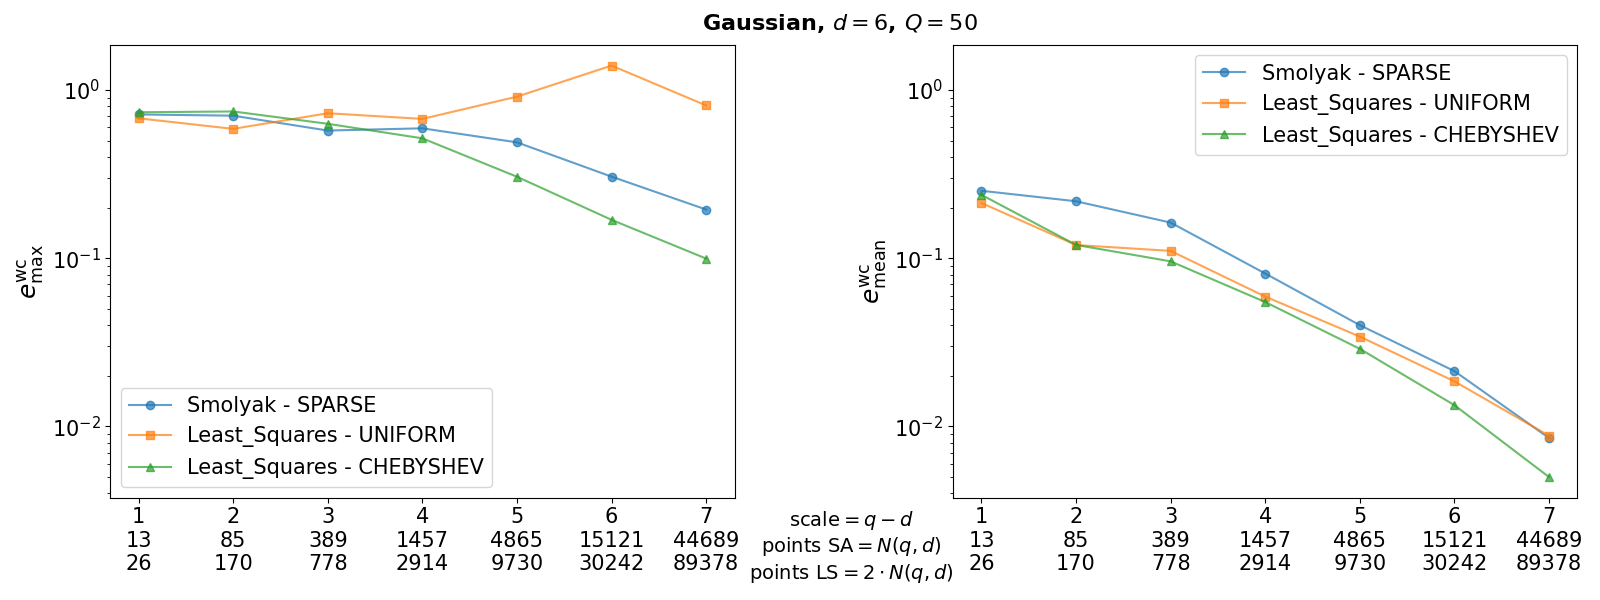 Gaussian, d = 6, Q = 50
10⁰
10⁻¹
10⁻²
e^wc_max
Smolyak - SPARSE
Least_Squares - UNIFORM
Least_Squares - CHEBYSHEV
1 2 3 4 5 6 7
13 85 389 1457 4865 15121 44689
26 170 778 2914 9730 30242 89378
scale = q − d
points SA = N(q, d)
points LS = 2 · N(q, d)
10⁰
10⁻¹
10⁻²
e^wc_mean
Smolyak - SPARSE
Least_Squares - UNIFORM
Least_Squares - CHEBYSHEV
1 2 3 4 5 6 7
13 85 389 1457 4865 15121 44689
26 170 778 2914 9730 30242 89378